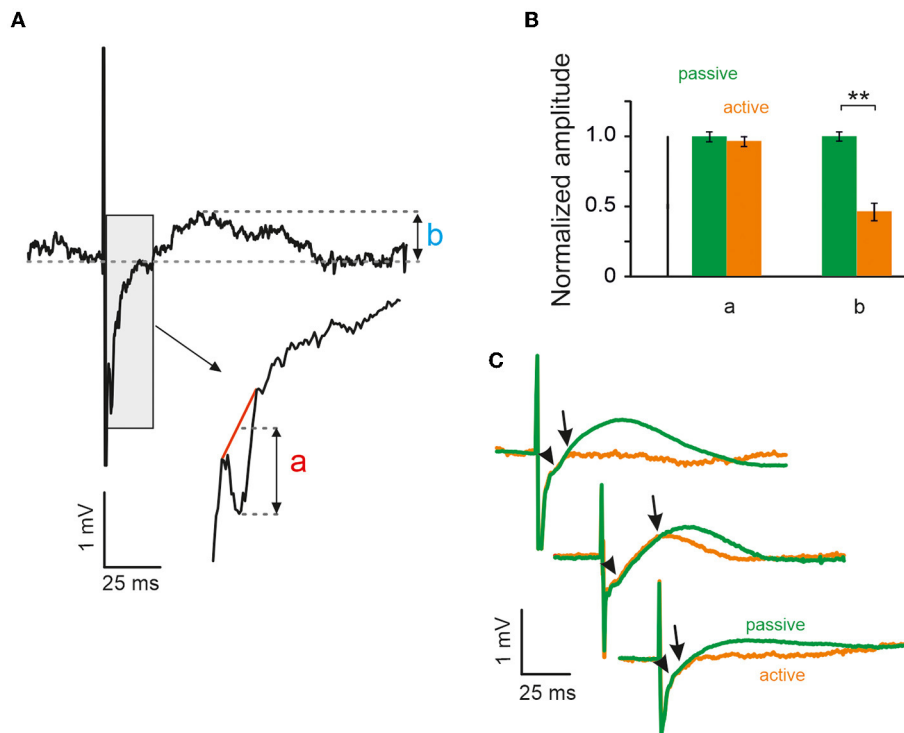 A
b
a
1 mV
25 ms
B
Normalized amplitude
passive
active
**
1.0
0.5
0
a
b
C
passive
active
1 mV
25 ms